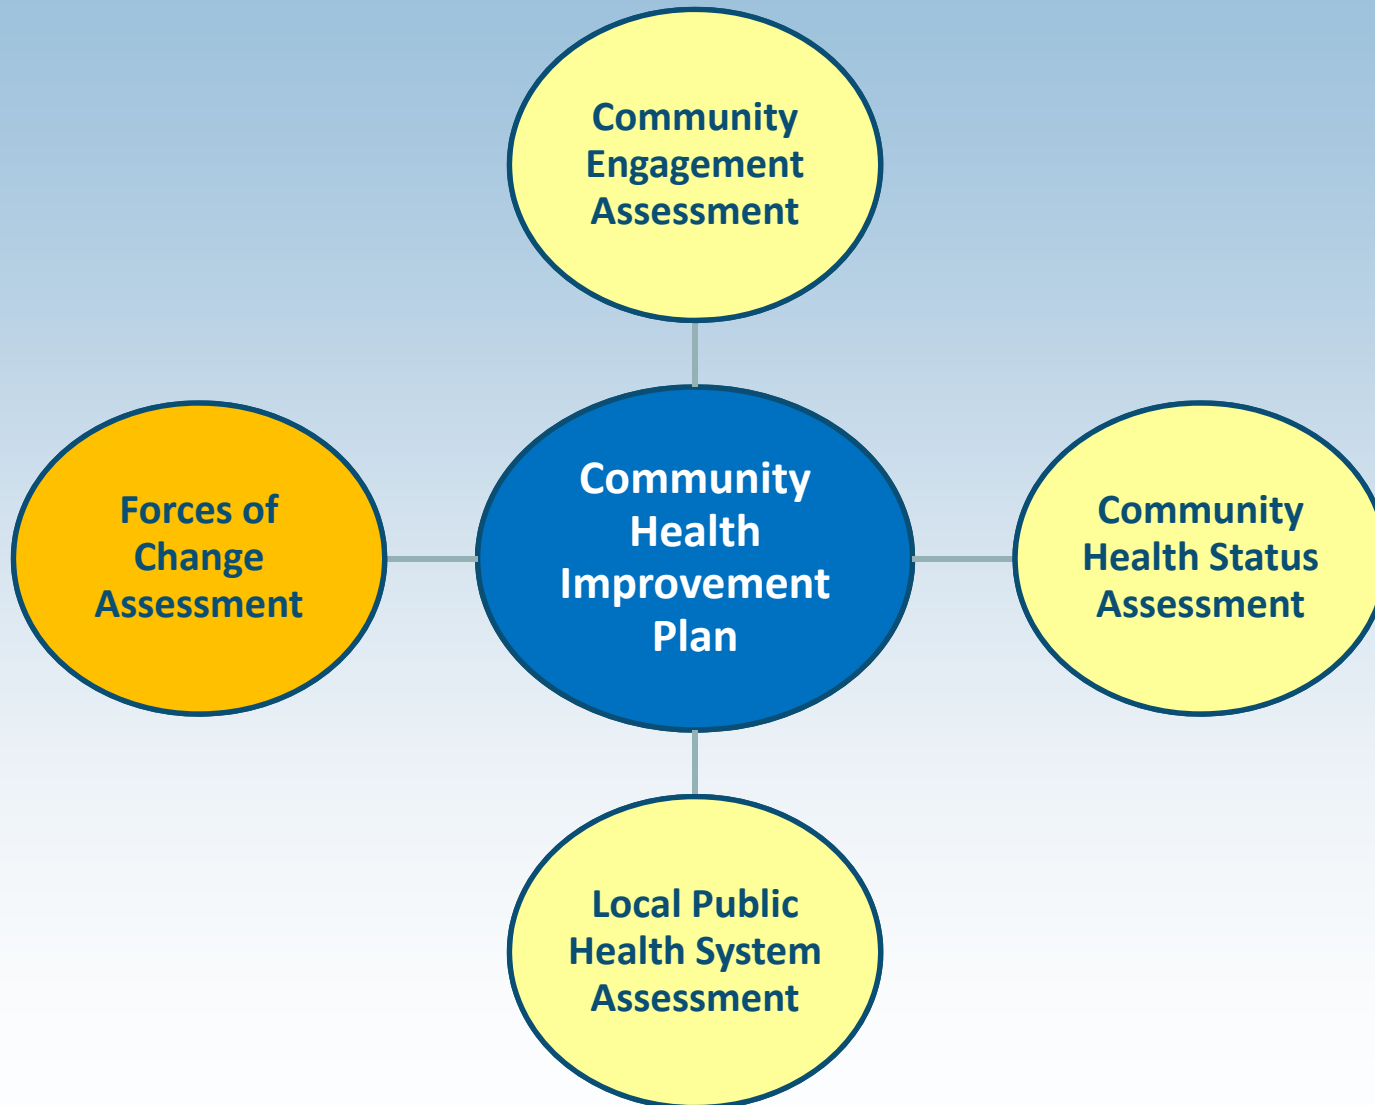 Community
Engagement
Assessment
Forces of
Change
Assessment
Community
Health
Improvement
Plan
Community
Health Status
Assessment
Local Public
Health System
Assessment